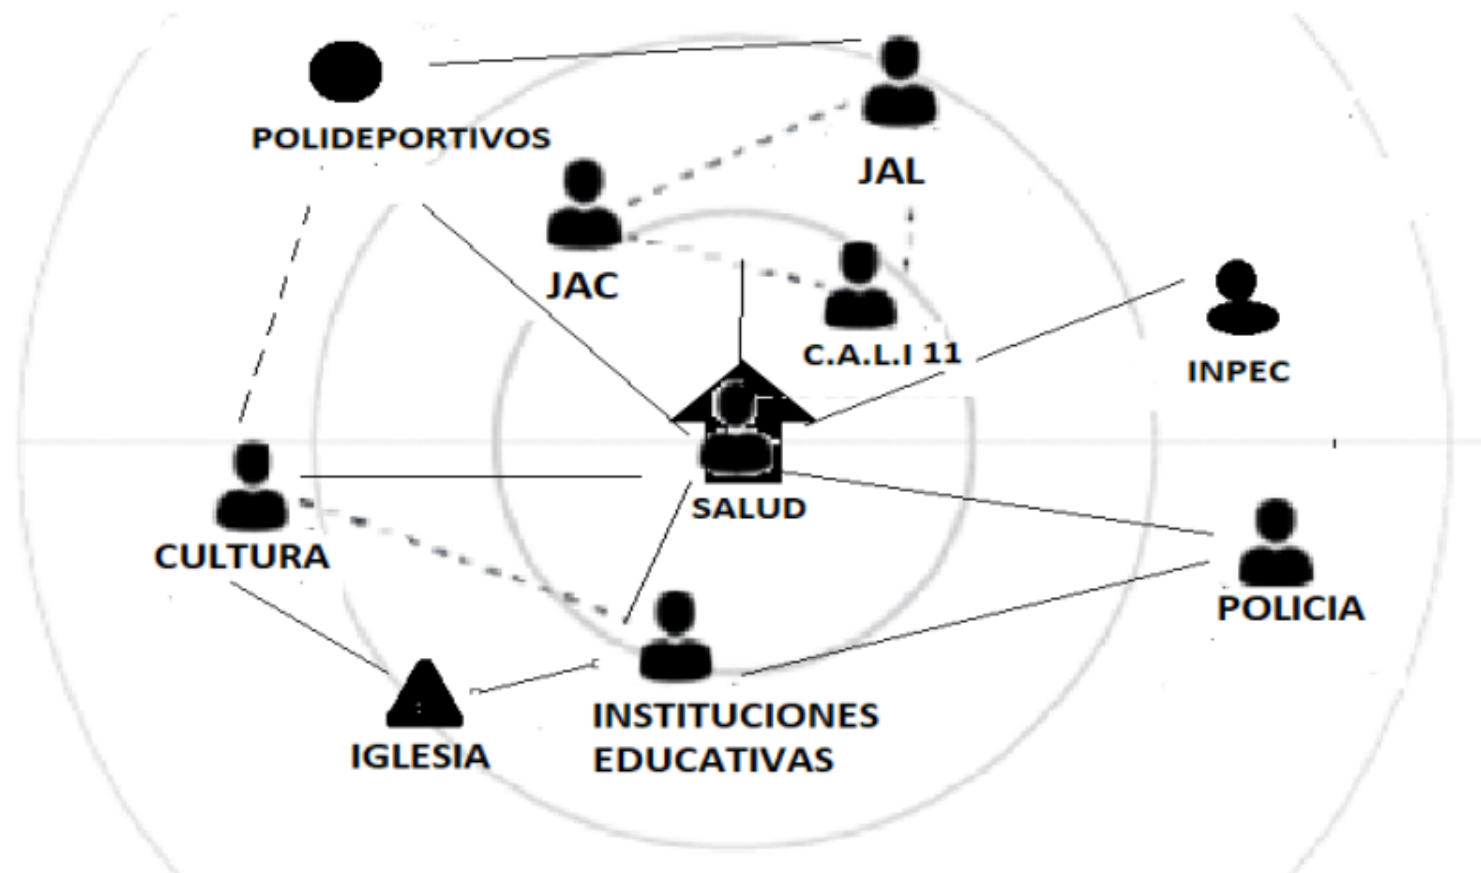 POLIDEPORTIVOS
JAL
JAC
C.A.L.I 11
INPEC
SALUD
CULTURA
POLICIA
IGLESIA
INSTITUCIONES
EDUCATIVAS